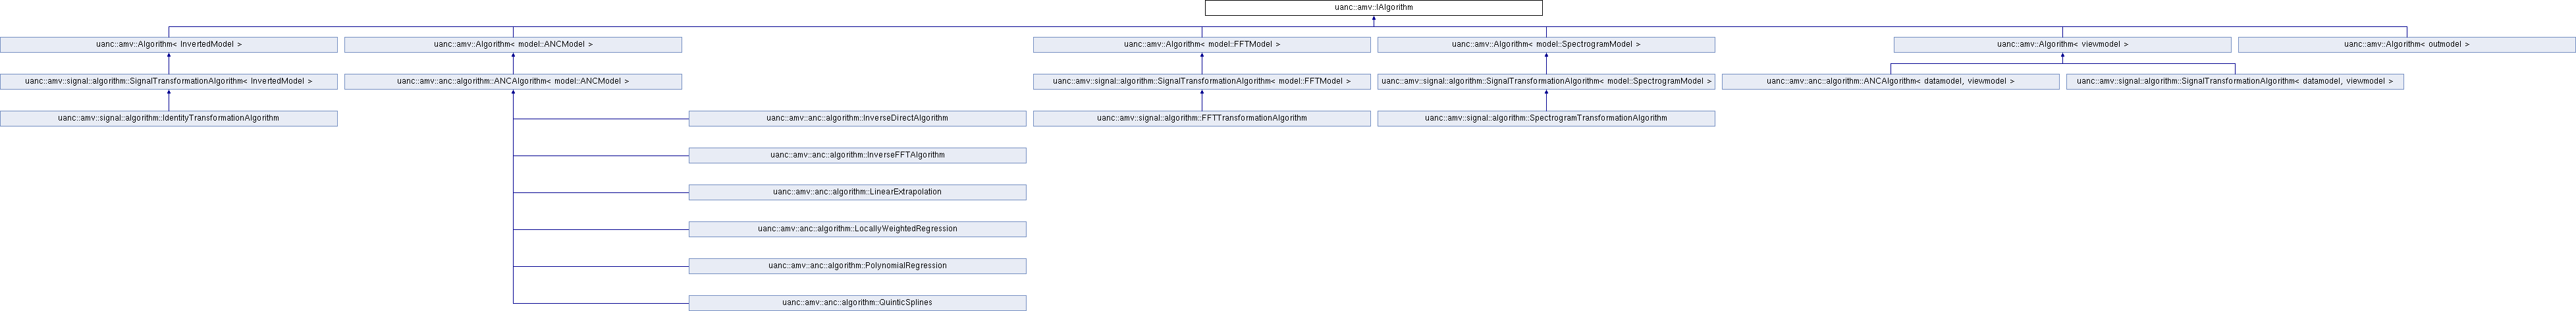 uanc::amv::IAlgorithm
uanc::amv::Algorithm< InvertedModel >
uanc::amv::Algorithm< model::ANCModel >
uanc::amv::Algorithm< model::FFTModel >
uanc::amv::Algorithm< model::SpectrogramModel >
uanc::amv::Algorithm< viewmodel >
uanc::amv::Algorithm< outmodel >
uanc::amv::signal::algorithm::SignalTransformationAlgorithm< InvertedModel >
uanc::amv::anc::algorithm::ANCAlgorithm< model::ANCModel >
uanc::amv::signal::algorithm::SignalTransformationAlgorithm< model::FFTModel >
uanc::amv::signal::algorithm::SignalTransformationAlgorithm< model::SpectrogramModel >
uanc::amv::anc::algorithm::ANCAlgorithm< datamodel, viewmodel >
uanc::amv::signal::algorithm::SignalTransformationAlgorithm< datamodel, viewmodel >
uanc::amv::signal::algorithm::IdentityTransformationAlgorithm
uanc::amv::anc::algorithm::InverseDirectAlgorithm
uanc::amv::signal::algorithm::FFTTransformationAlgorithm
uanc::amv::signal::algorithm::SpectrogramTransformationAlgorithm
uanc::amv::anc::algorithm::InverseFFTAlgorithm
uanc::amv::anc::algorithm::LinearExtrapolation
uanc::amv::anc::algorithm::LocallyWeightedRegression
uanc::amv::anc::algorithm::PolynomialRegression
uanc::amv::anc::algorithm::QuinticSplines